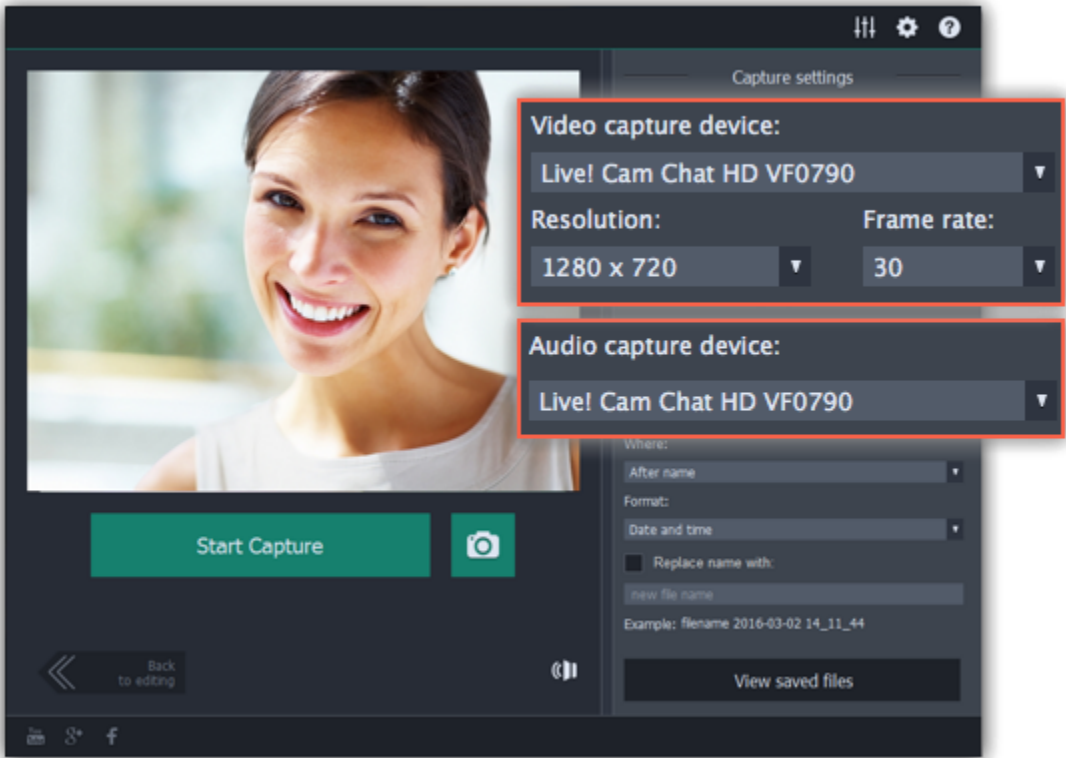 Capture settings
Video capture device:
Live! Cam Chat HD VF0790
Resolution: Frame rate:
1280 x 720 30
Audio capture device:
Live! Cam Chat HD VF0790
Where:
After name
Format:
Date and time
Replace name with:
new file name
Example: filename 2016-03-02 14_11_44
Start Capture
Back
to editing
View saved files
You
Tube
g+
f